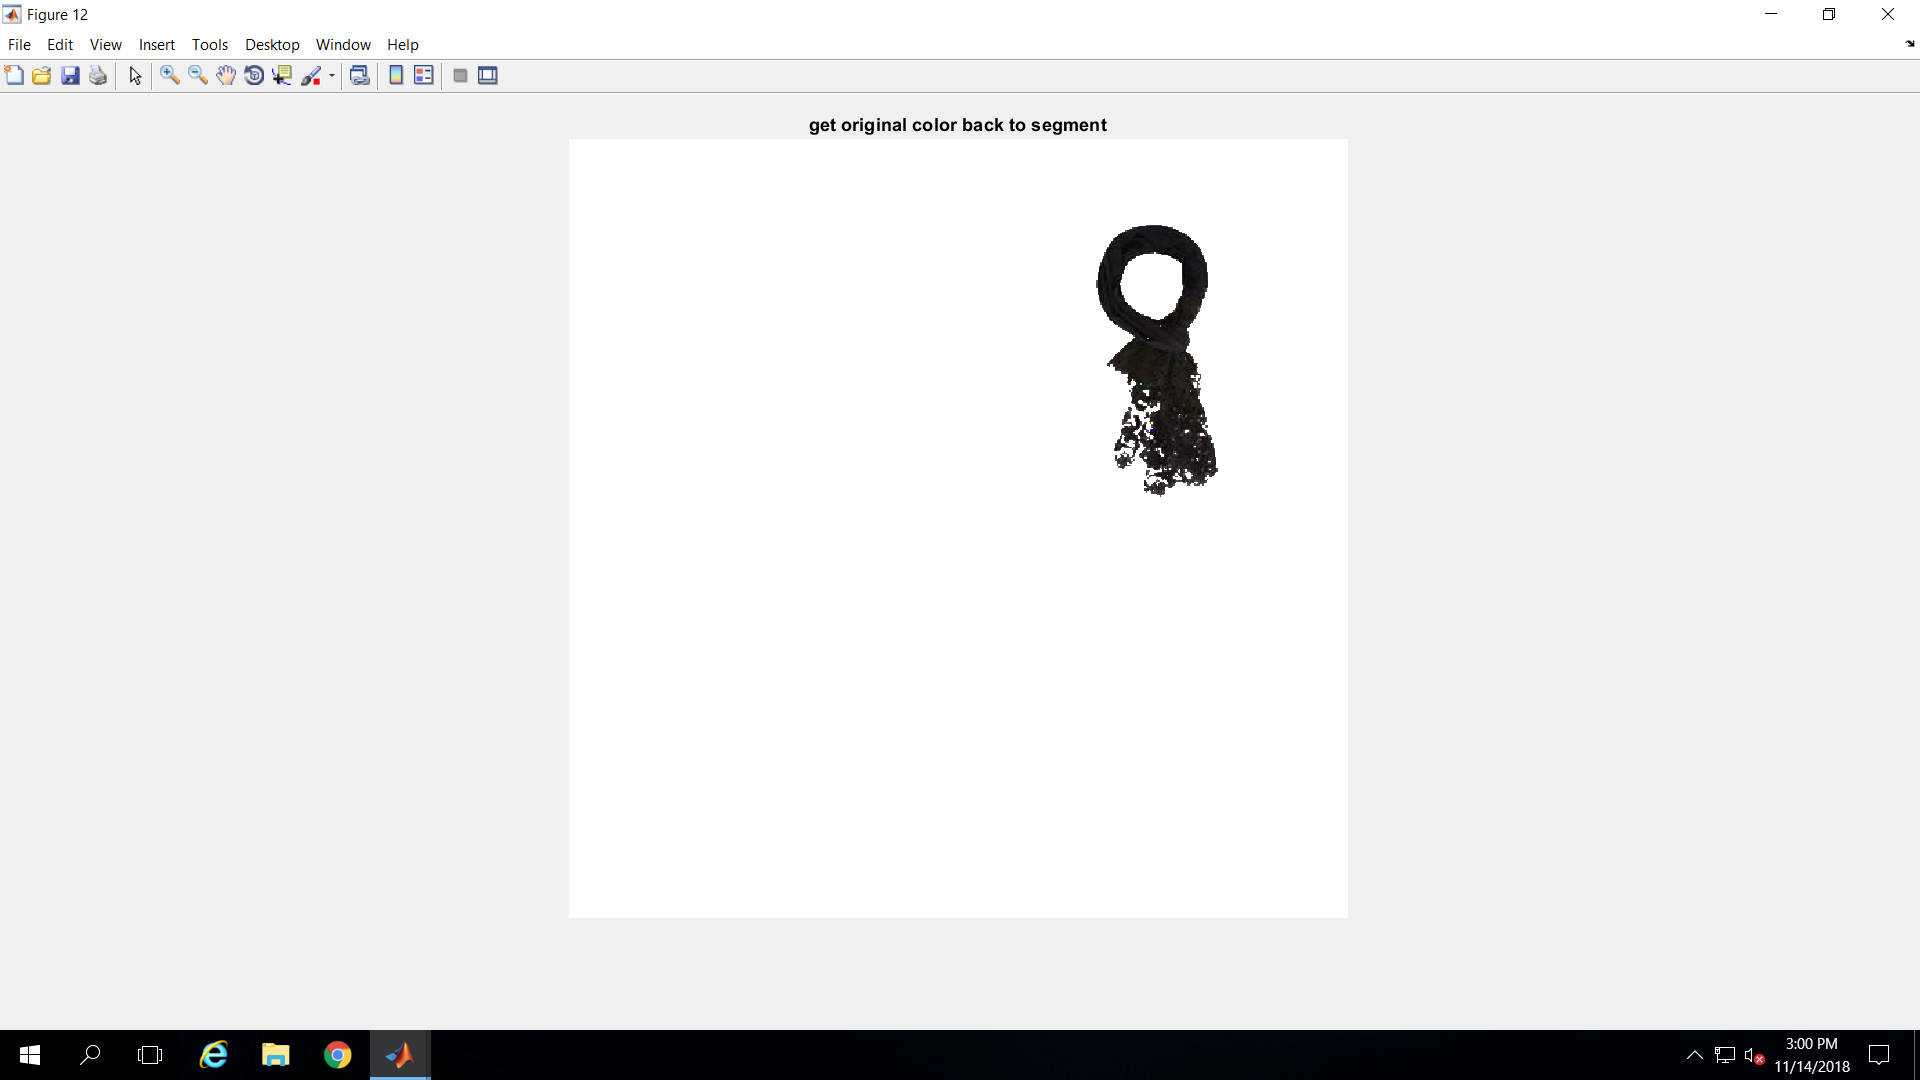 Figure 12
File Edit View Insert Tools Desktop Window Help
get original color back to segment
3:00 PM
11/14/2018